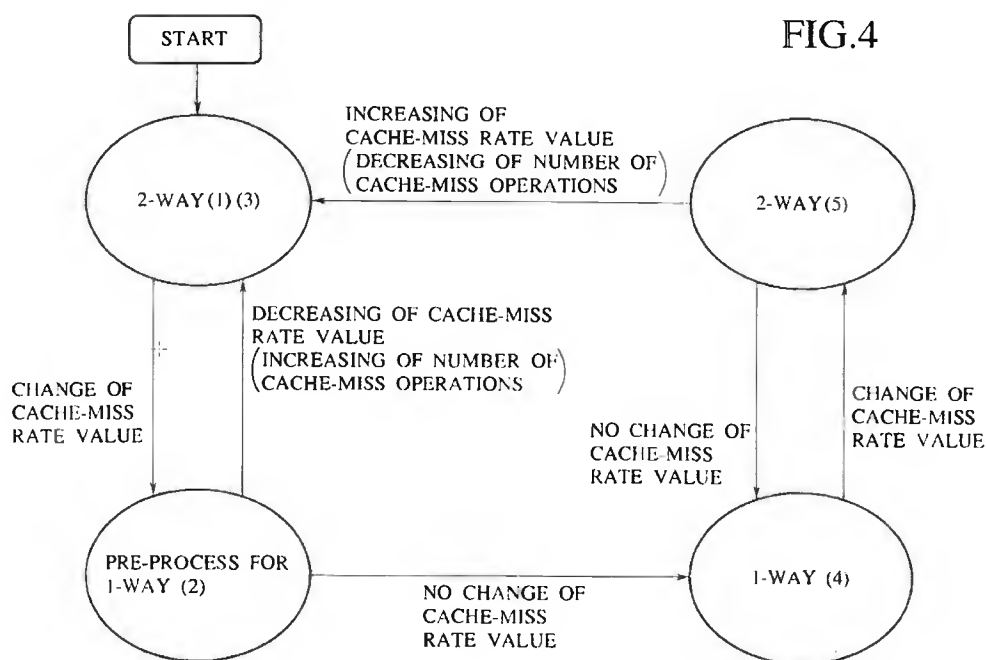 START
FIG.4
INCREASING OF
CACHE-MISS RATE VALUE
(DECREASING OF NUMBER OF
CACHE-MISS OPERATIONS)
2-WAY(1)(3)
2-WAY(5)
DECREASING OF CACHE-MISS
RATE VALUE
(INCREASING OF NUMBER OF
CACHE-MISS OPERATIONS)
CHANGE OF
CACHE-MISS
RATE VALUE
NO CHANGE OF
CACHE-MISS
RATE VALUE
CHANGE OF
CACHE-MISS
RATE VALUE
PRE-PROCESS FOR
1-WAY (2)
NO CHANGE OF
CACHE-MISS
RATE VALUE
1-WAY (4)